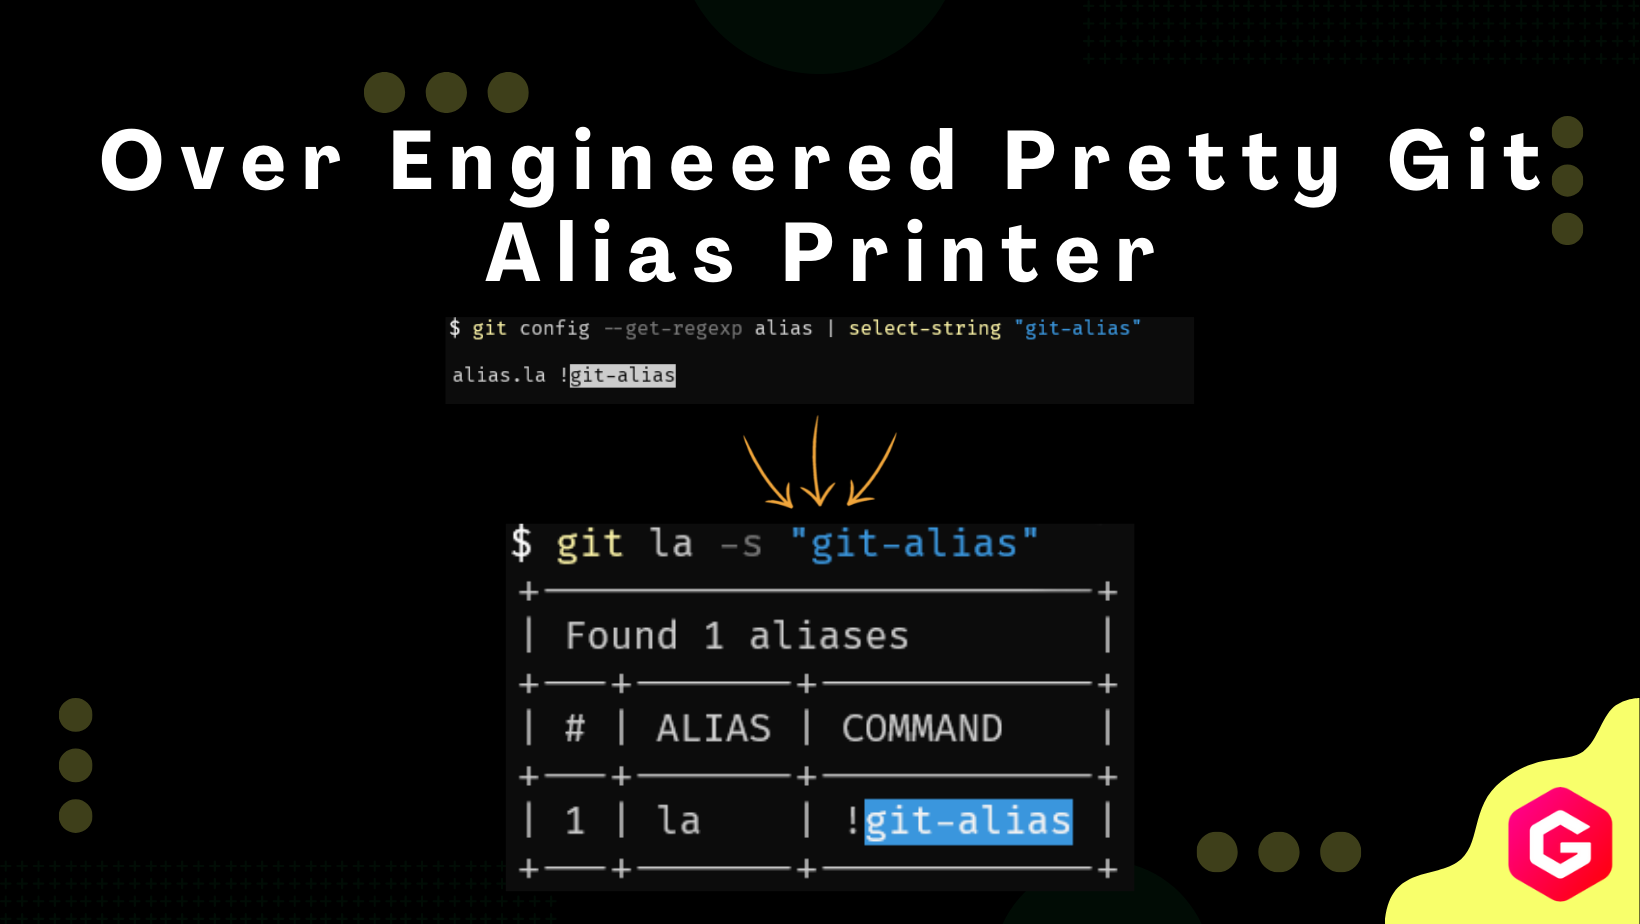 Over Engineered Pretty Git
Alias Printer
$ git config --get-regexp alias | select-string "git-alias"
alias.la !git-alias
$ git la -s "git-alias"
+------------------------+
| Found 1 aliases |
+---+-------+------------+
| # | ALIAS | COMMAND |
+---+-------+------------+
| 1 | la | !git-alias |
+---+-------+------------+
G